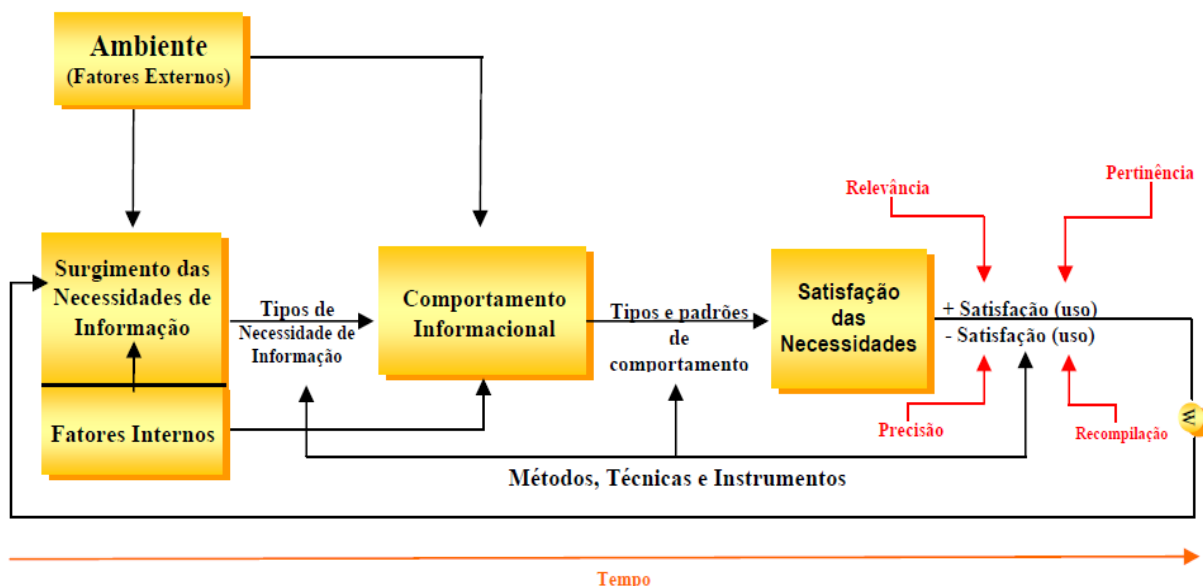 Ambiente
(Fatores Externos)
Relevância
Pertinência
Surgimento das
Necessidades de
Informação
Fatores Internos
Tipos de
Necessidade de
Informação
Comportamento
Informacional
Tipos e padrões
de
comportamento
Satisfação
das
Necessidades
+ Satisfação (uso)
- Satisfação (uso)
Precisão
Recompilação
W
Métodos, Técnicas e Instrumentos
Tempo